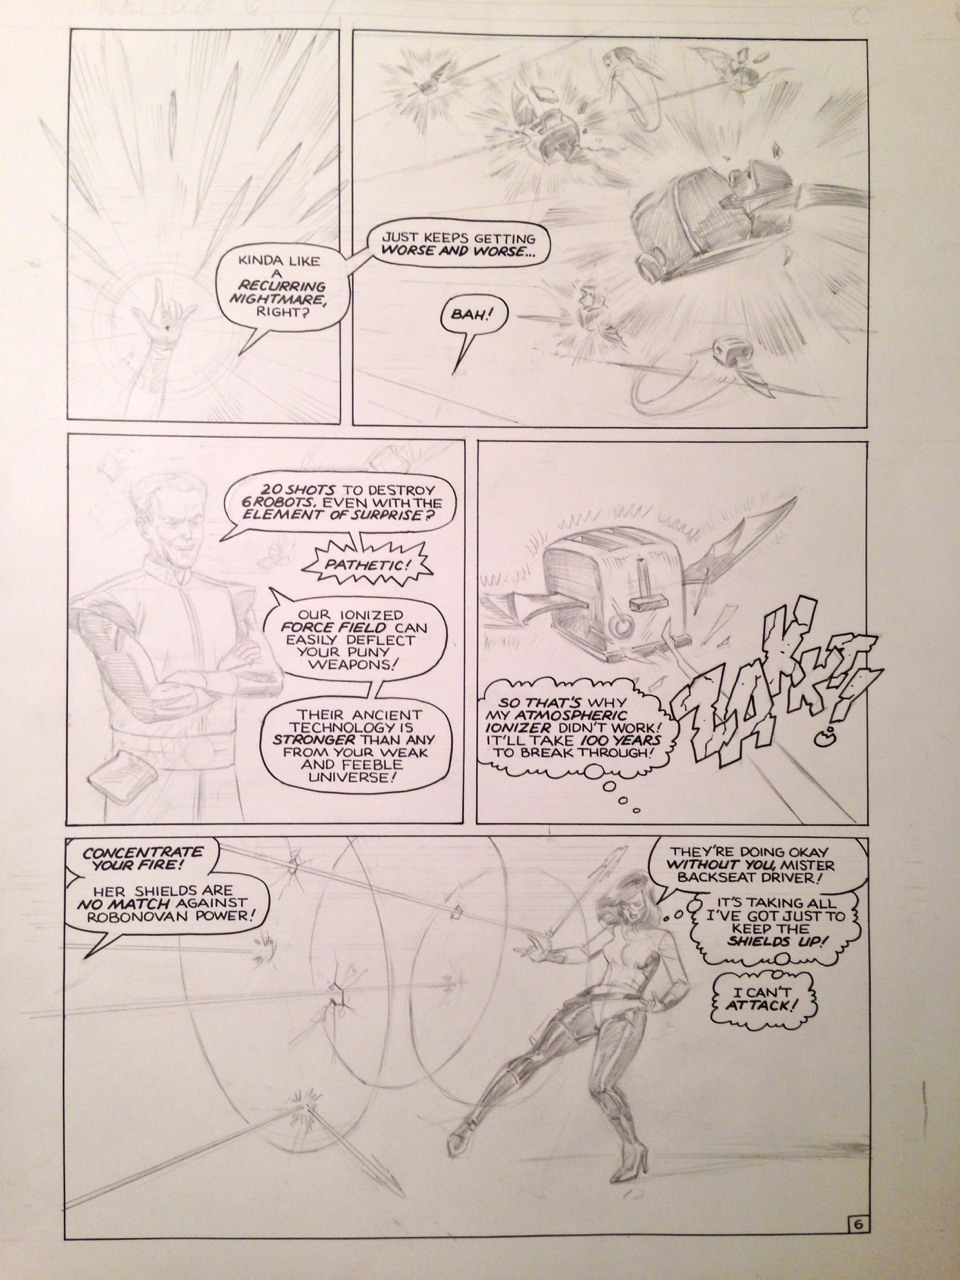 KINDA LIKE
A
RECURRING
NIGHTMARE,
RIGHT?
JUST KEEPS GETTING
WORSE AND WORSE...
BAH!
20 SHOTS TO DESTROY
6 ROBOTS, EVEN WITH THE
ELEMENT OF SURPRISE?
PATHETIC!
OUR IONIZED
FORCE FIELD CAN
EASILY DEFLECT
YOUR PUNY
WEAPONS!
THEIR ANCIENT
TECHNOLOGY IS
STRONGER THAN ANY
FROM YOUR WEAK
AND FEEBLE
UNIVERSE!
ZAKKT!
SO THAT'S WHY
MY ATMOSPHERIC
IONIZER DIDN'T WORK!
IT'LL TAKE 100 YEARS
TO BREAK THROUGH!
CONCENTRATE
YOUR FIRE!
HER SHIELDS ARE
NO MATCH AGAINST
ROBONOVAN POWER!
THEY'RE DOING OKAY
WITHOUT YOU, MISTER
BACKSEAT DRIVER!
IT'S TAKING ALL
I'VE GOT JUST TO
KEEP THE
SHIELDS UP!
I CAN'T
ATTACK!
6